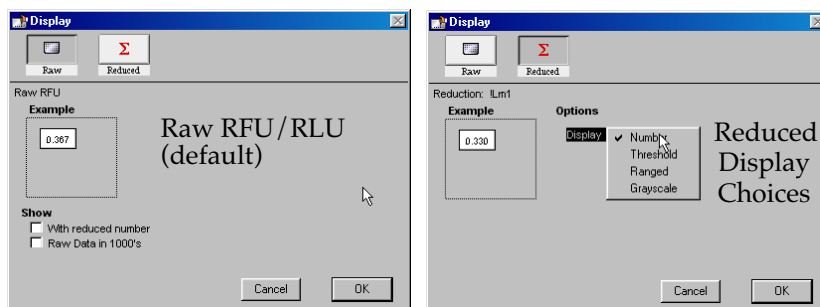 Display
Raw
Σ
Reduced
Raw RFU
Example
0.367
Raw RFU/RLU
(default)
Show
With reduced number
Raw Data in 1000's
Cancel
OK
Display
Raw
Σ
Reduced
Reduction: !Lm1
Example
0.330
Options
Display
✓ Number
Threshold
Ranged
Grayscale
Reduced
Display
Choices
Cancel
OK